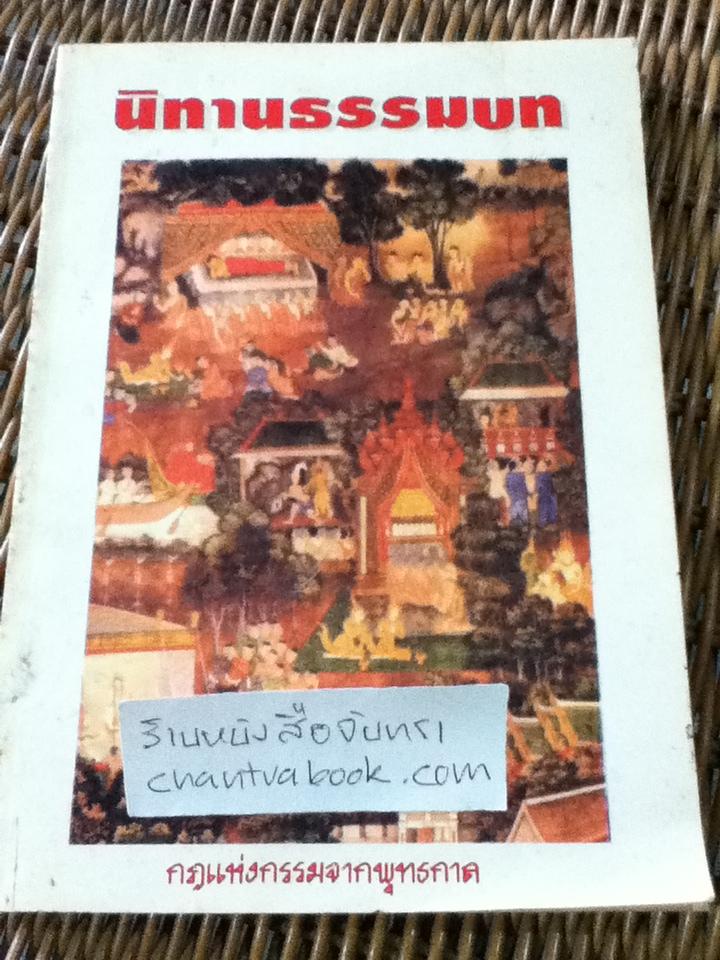 นิทานธรรมบท
ร้านหนังสือจันทรา
chantrabook.com
กฎแห่งกรรมจากพุทธกาล